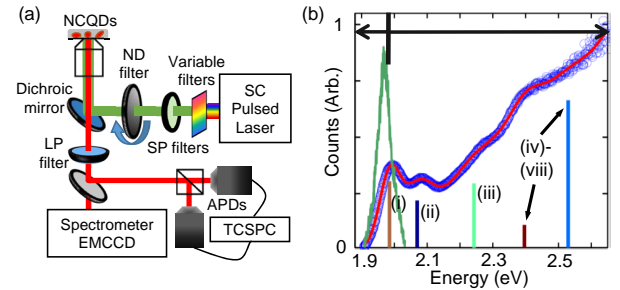 (a)
NCQDs
ND
filter
Variable
filters
Dichroic
mirror
SC
Pulsed
Laser
SP filters
LP
filter
APDs
Spectrometer
EMCCD
TCSPC
(b)
1
Counts (Arb.)
0
(i)
(ii)
(iii)
(iv)-
(viii)
1.9
2.1
2.3
2.5
Energy (eV)